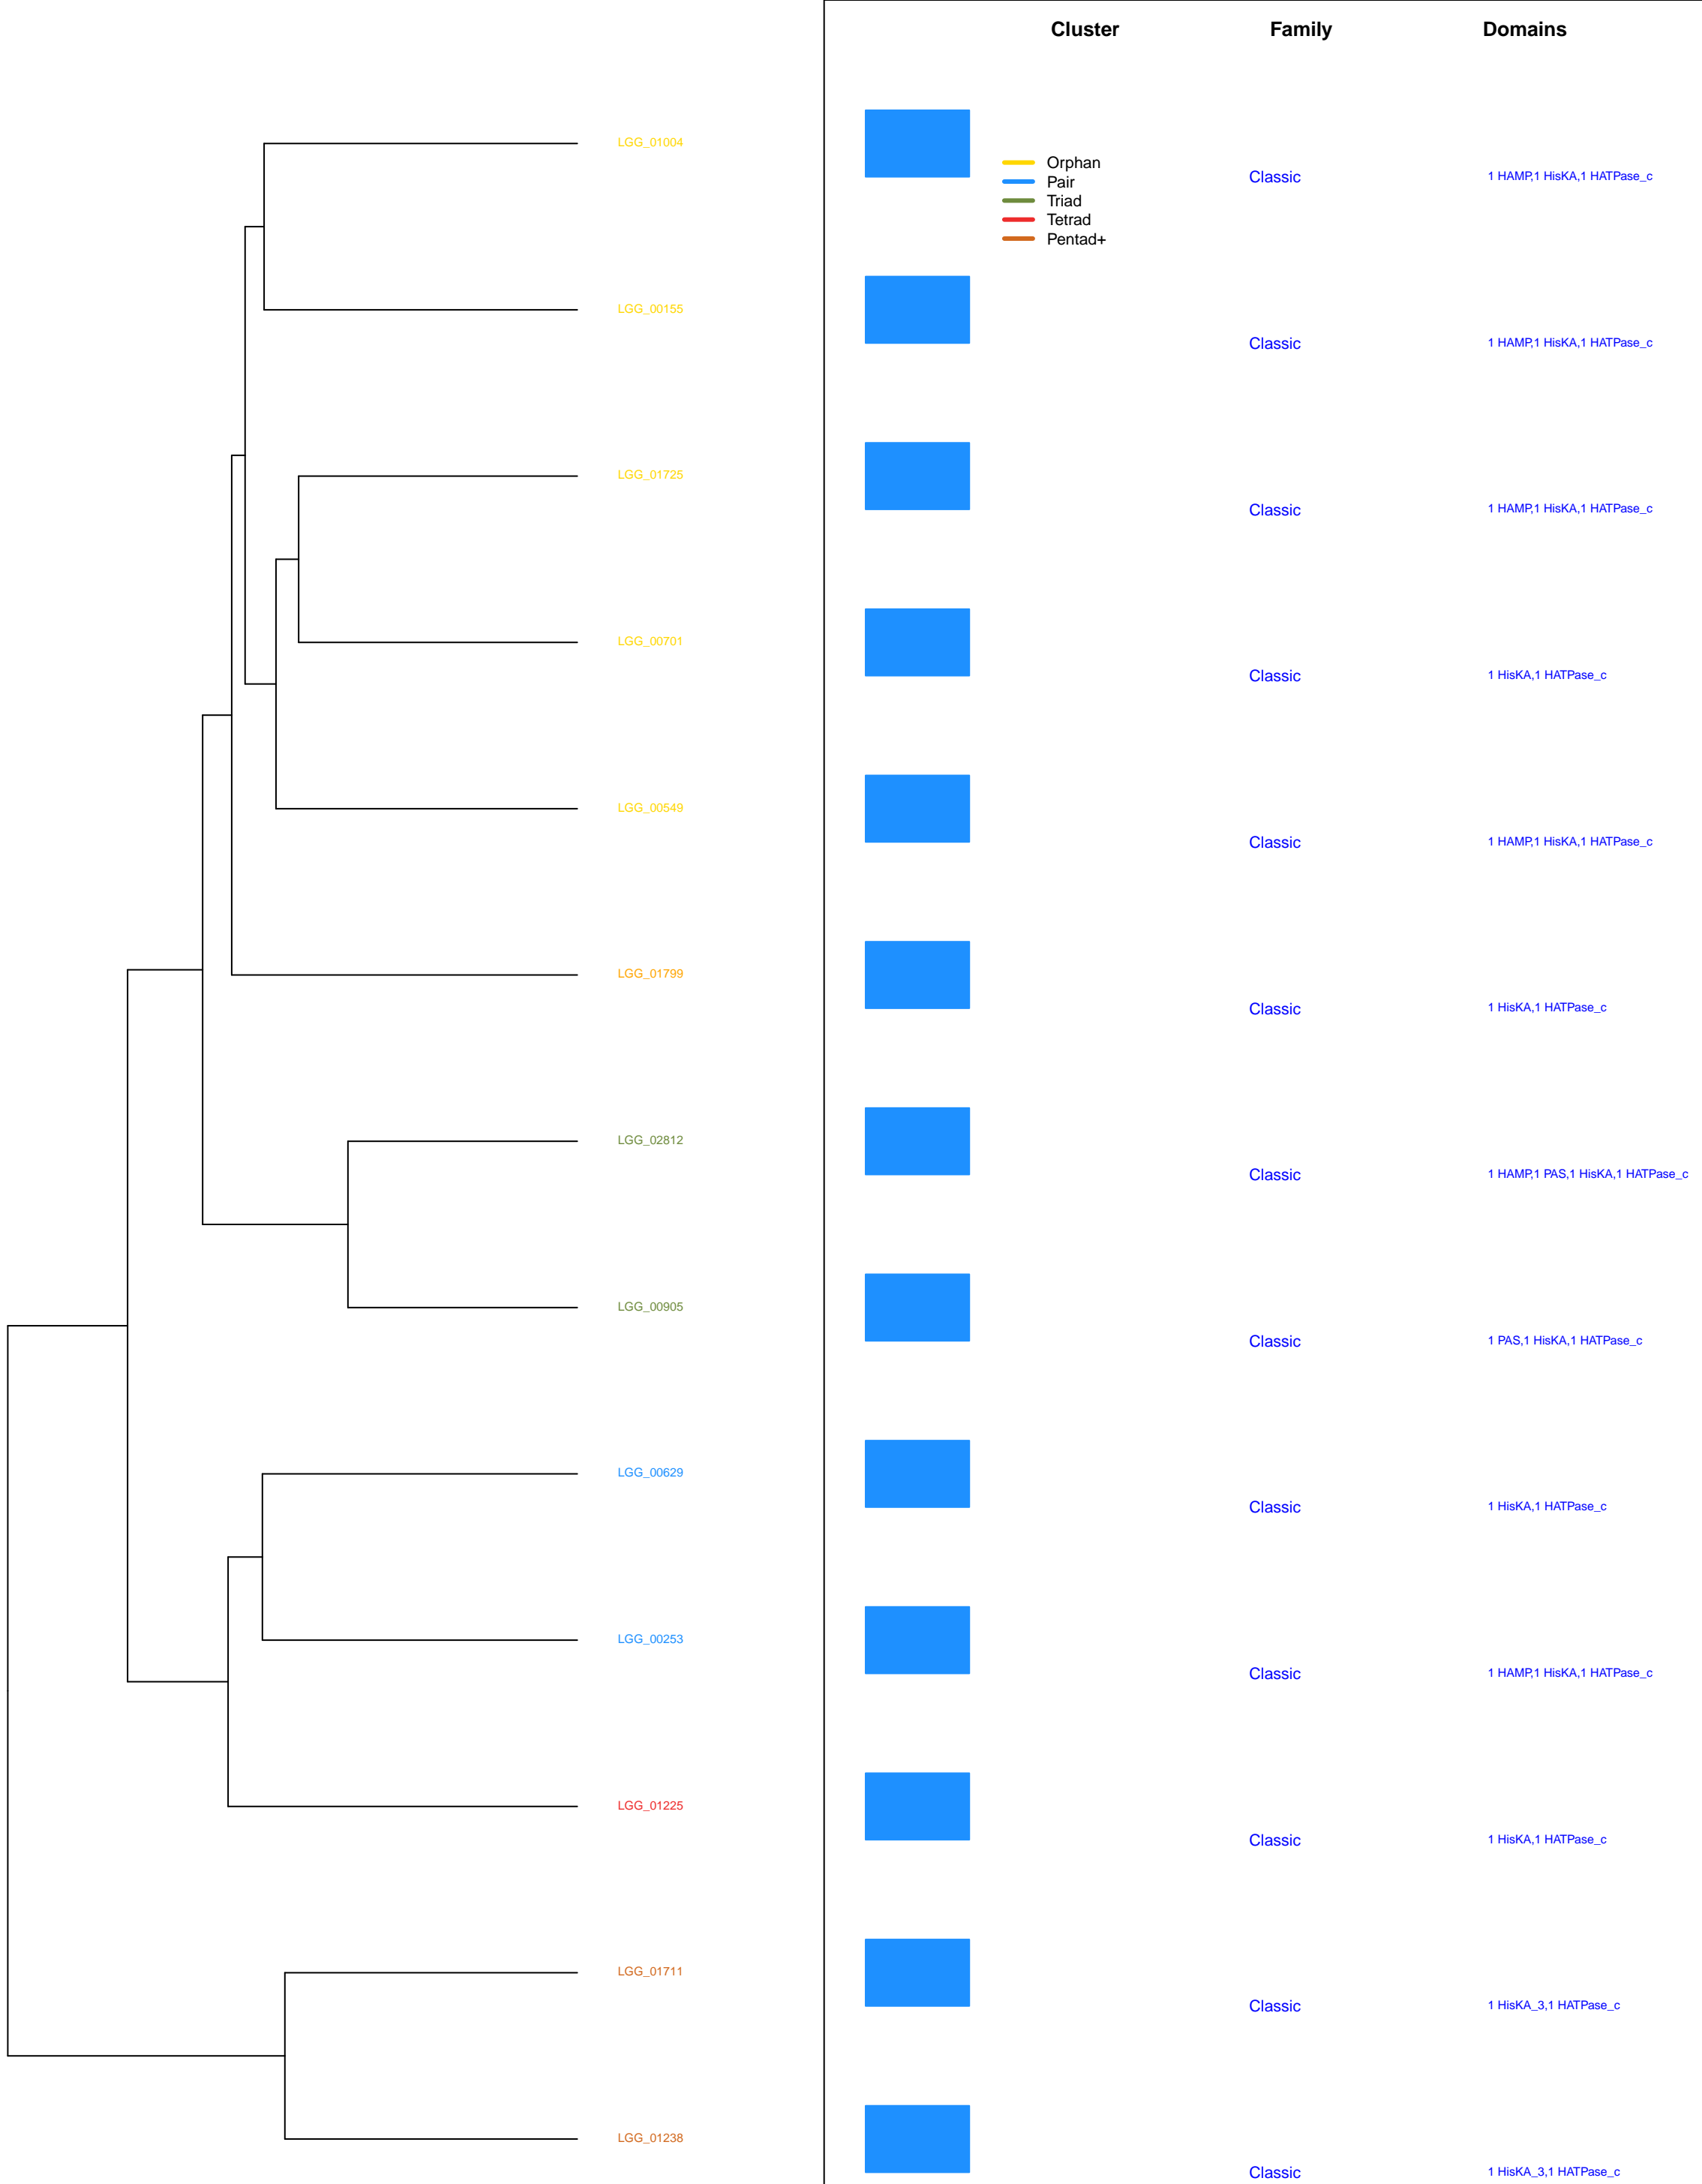 Cluster Family Domains
LGG_01004
Orphan
Pair
Triad
Tetrad
Pentad+
Classic 1 HAMP,1 HisKA,1 HATPase_c
LGG_00155
Classic 1 HAMP,1 HisKA,1 HATPase_c
LGG_01725
Classic 1 HAMP,1 HisKA,1 HATPase_c
LGG_00701
Classic 1 HisKA,1 HATPase_c
LGG_00549
Classic 1 HAMP,1 HisKA,1 HATPase_c
LGG_01799
Classic 1 HisKA,1 HATPase_c
LGG_02812
Classic 1 HAMP,1 PAS,1 HisKA,1 HATPase_c
LGG_00905
Classic 1 PAS,1 HisKA,1 HATPase_c
LGG_00629
Classic 1 HisKA,1 HATPase_c
LGG_00253
Classic 1 HAMP,1 HisKA,1 HATPase_c
LGG_01225
Classic 1 HisKA,1 HATPase_c
LGG_01711
Classic 1 HisKA_3,1 HATPase_c
LGG_01238
Classic 1 HisKA_3,1 HATPase_c